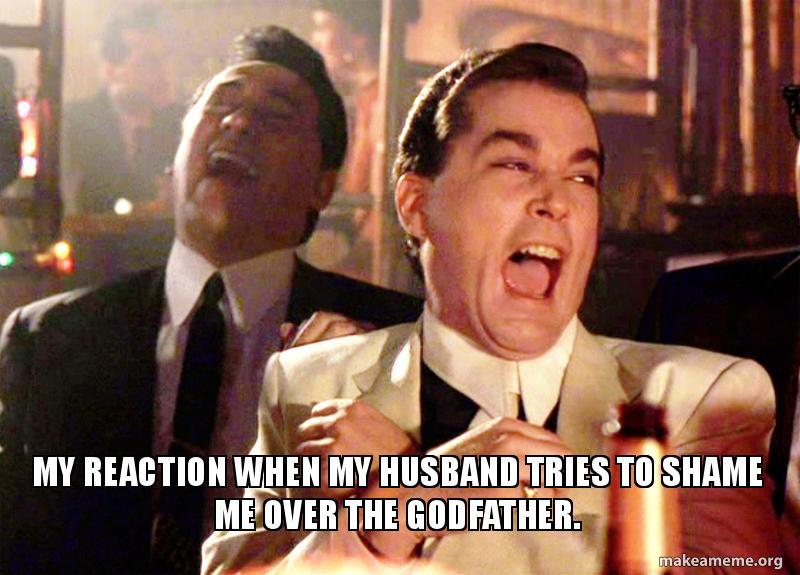 MY REACTION WHEN MY HUSBAND TRIES TO SHAME
ME OVER THE GODFATHER.
makeameme.org